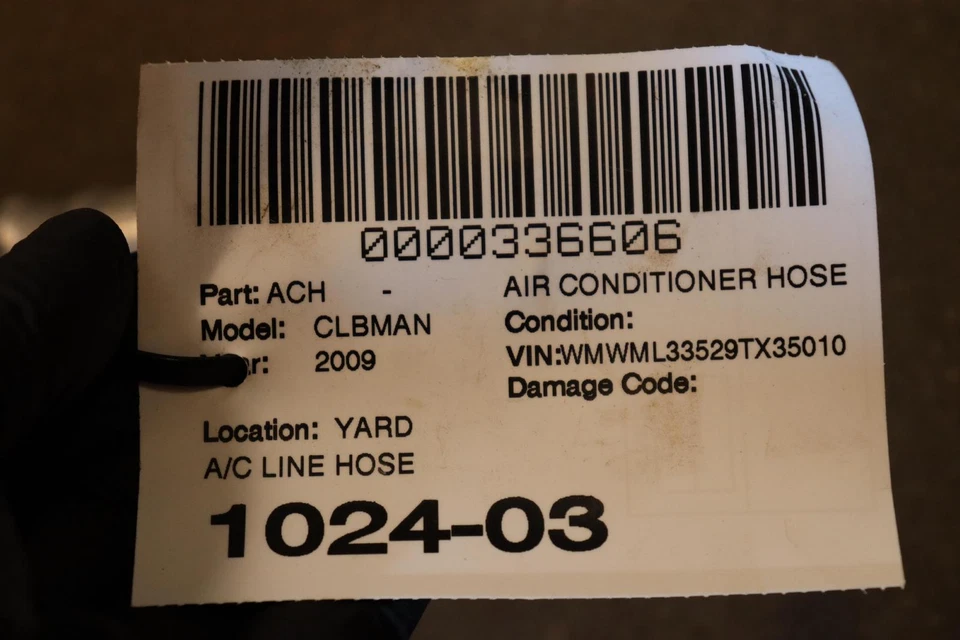 0000336606
Part: ACH - AIR CONDITIONER HOSE
Model: CLBMAN Condition:
2009 VIN:WMWML33529TX35010
Damage Code:
Location: YARD
A/C LINE HOSE
1024-03